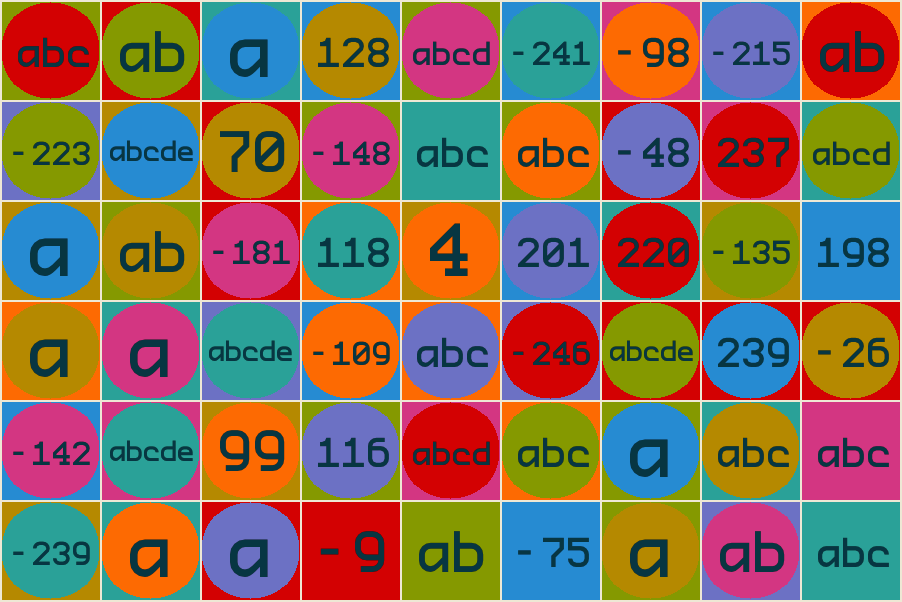 abc ab a 128 abcd -241 -98 -215 ab
-223 abcde 70 -148 abc abc -48 237 abcd
a ab -181 118 4 201 220 -135 198
a a abcde -109 abc -246 abcde 239 -26
-142 abcde 99 116 abcd abc a abc abc
-239 a a -9 ab -75 a ab abc